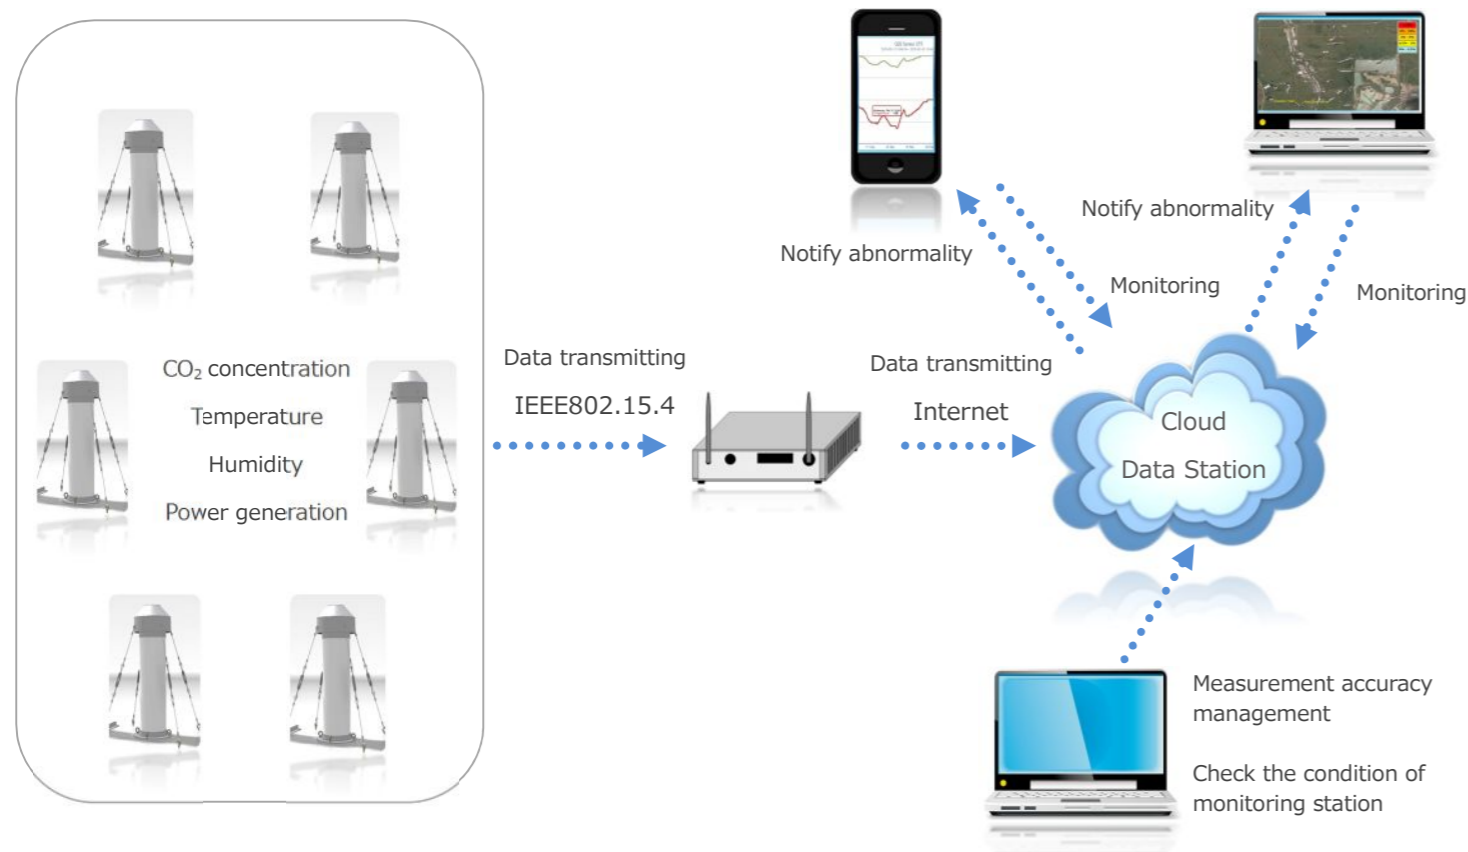 CO₂ concentration
Temperature
Humidity
Power generation
Data transmitting
IEEE802.15.4
Data transmitting
Internet
Notify abnormality
Monitoring
Notify abnormality
Monitoring
Cloud
Data Station
Measurement accuracy
management
Check the condition of
monitoring station